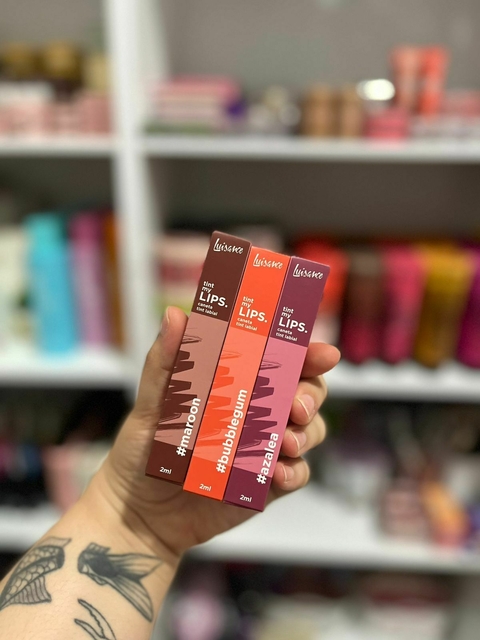 Luisance
tint
my
LIPS.
caneta
tint labial
#maroon
2ml
Luisance
tint
my
LIPS.
caneta
tint labial
#bubblegum
2ml
Luisance
tint
my
LIPS.
caneta
tint labial
#azalea
2ml